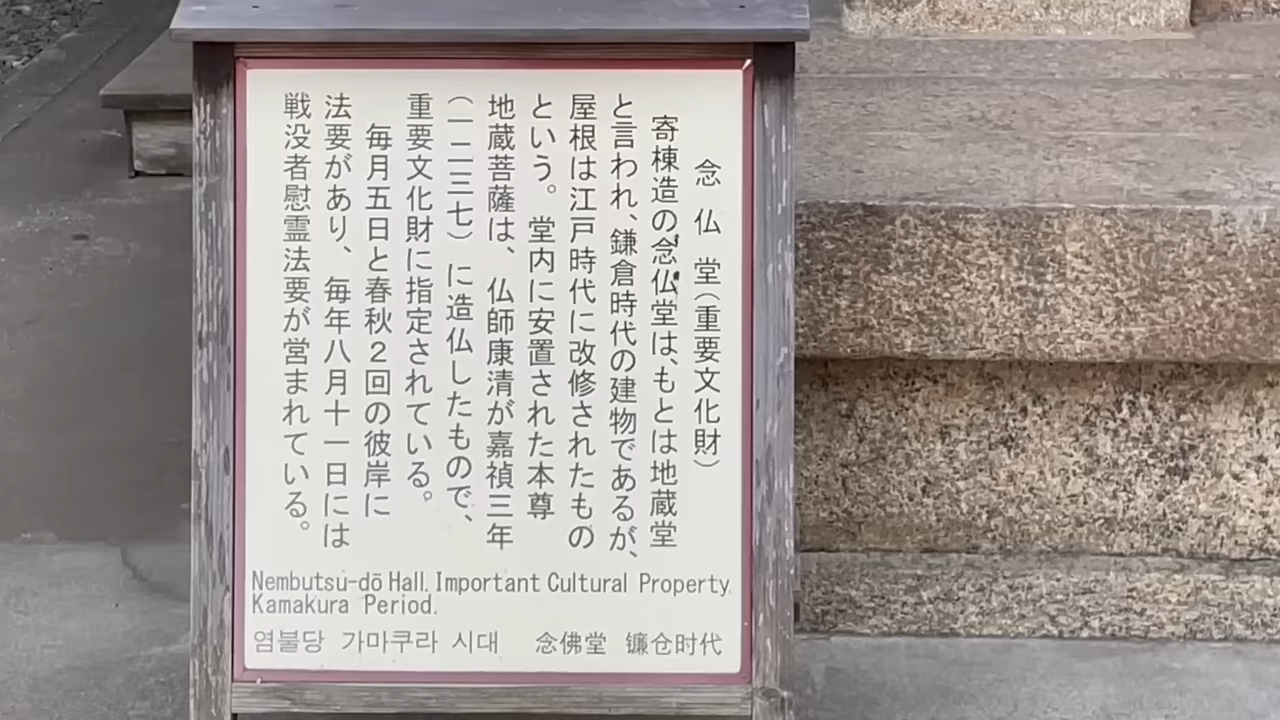 念仏堂(重要文化財)
寄棟造の念仏堂は、もとは地蔵堂
と言われ、鎌倉時代の建物であるが、
屋根は江戸時代に改修されたもの
という。堂内に安置された本尊
地蔵菩薩は、仏師康清が嘉禎三年
(一二三七)に造仏したもので、
重要文化財に指定されている。
毎月五日と春秋2回の彼岸に
法要があり、毎年八月十一日には
戦没者慰霊法要が営まれている。
Nembutsu-dō Hall. Important Cultural Property.
Kamakura Period.
염불당 가마쿠라 시대 念佛堂 镰仓时代